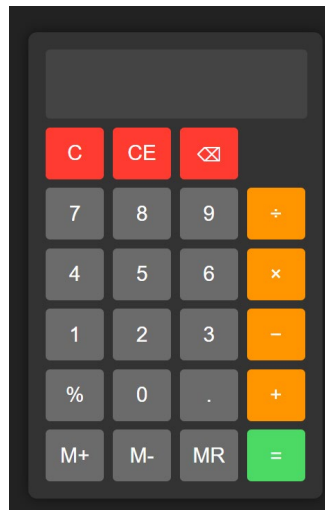 C CE ⌫
7 8 9 ÷
4 5 6 ×
1 2 3 −
% 0 . +
M+ M- MR =